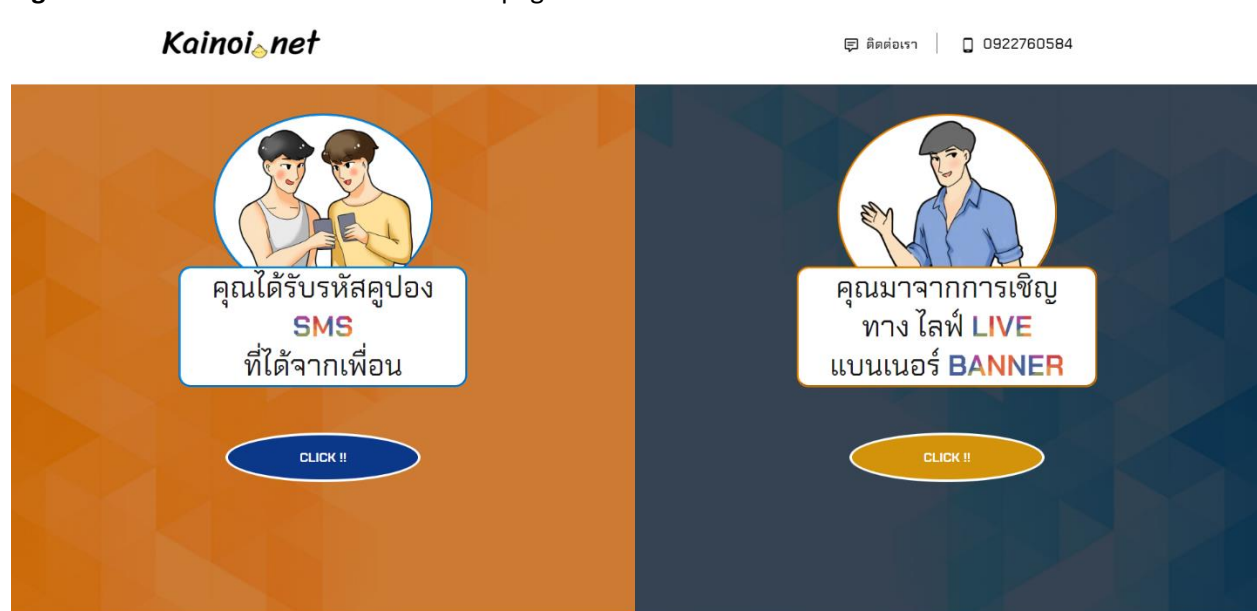 Kainoi.net
ติดต่อเรา
0922760584
คุณได้รับรหัสคูปอง
SMS
ที่ได้จากเพื่อน
CLICK !!
คุณมาจากการเชิญ
ทาง ไลฟ์ LIVE
แบนเนอร์ BANNER
CLICK !!